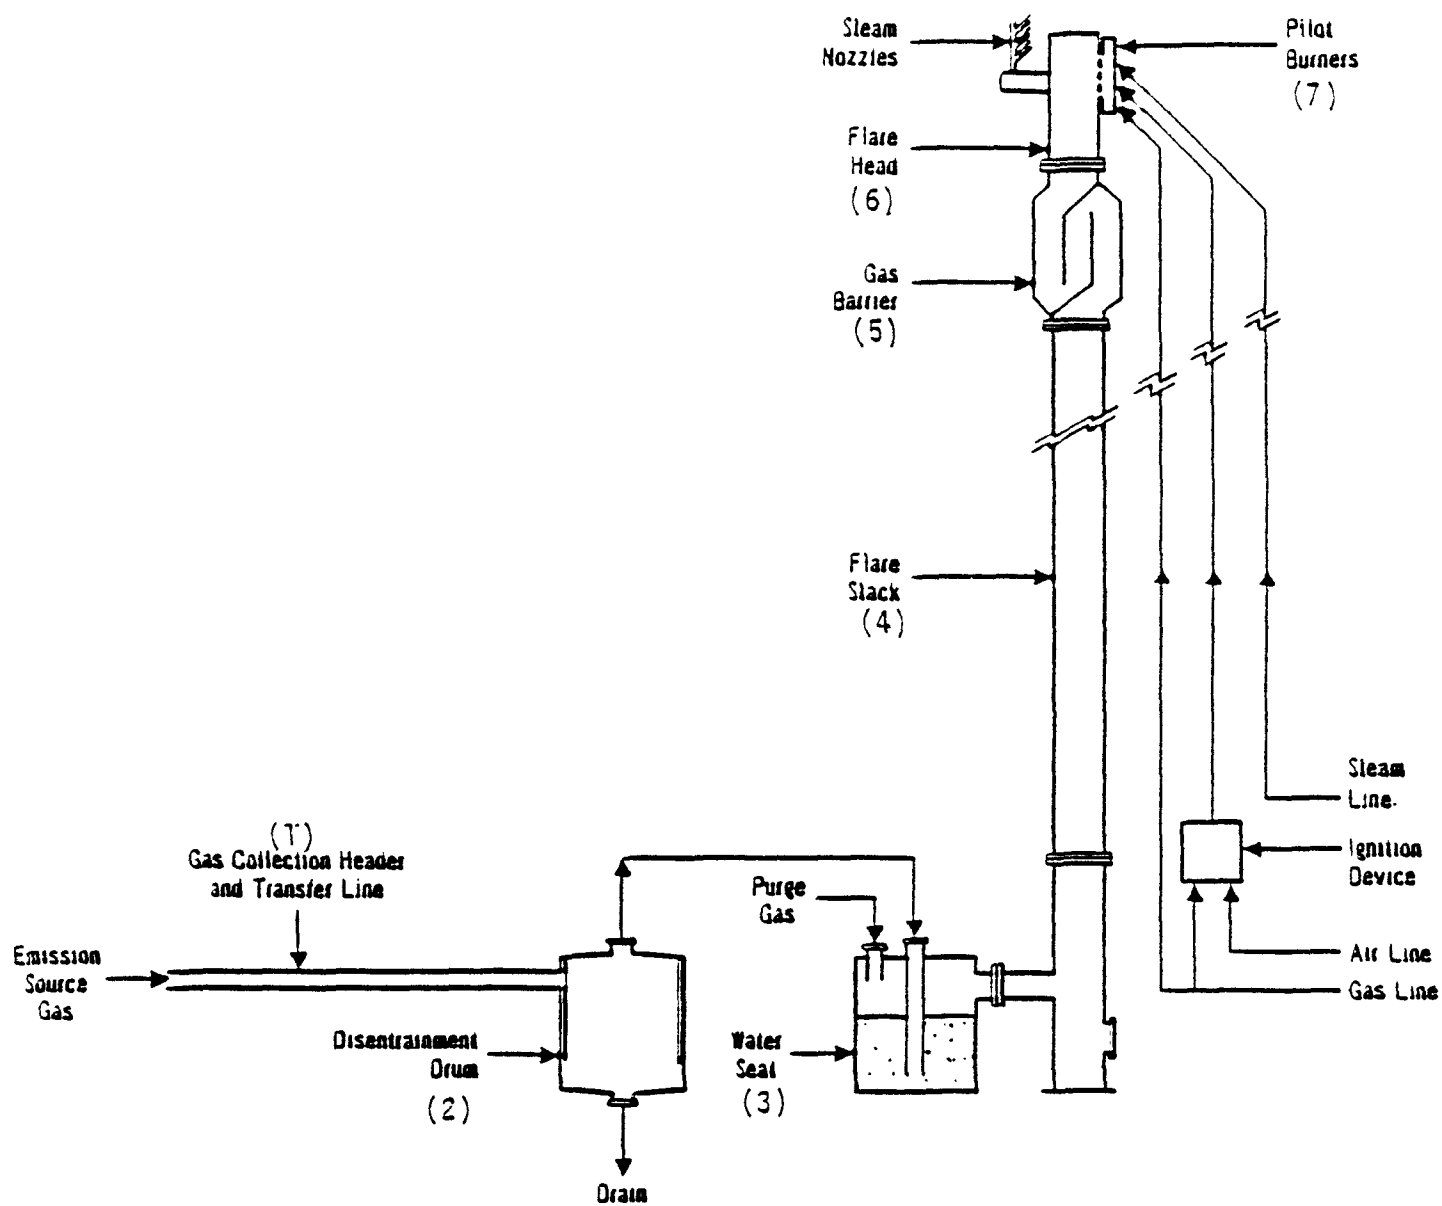 Steam
Nozzles
Pilot
Burners
(7)
Flare
Head
(6)
Gas
Barrier
(5)
Flare
Stack
(4)
Steam
Line
Ignition
Device
Air Line
Gas Line
(1)
Gas Collection Header
and Transfer Line
Purge
Gas
Emission
Source
Gas
Disentrainment
Drum
(2)
Water
Seal
(3)
Drain